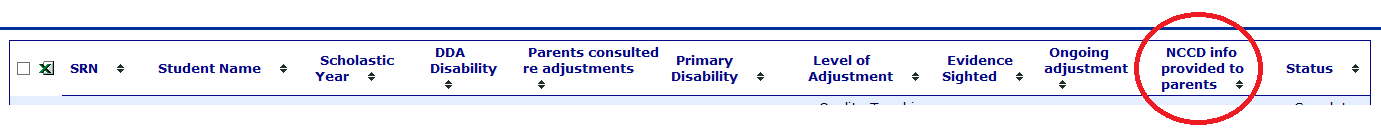 SRN
Student Name
Scholastic
Year
DDA
Disability
Parents consulted
re adjustments
Primary
Disability
Level of
Adjustment
Evidence
Sighted
Ongoing
adjustment
NCCD info
provided to
parents
Status